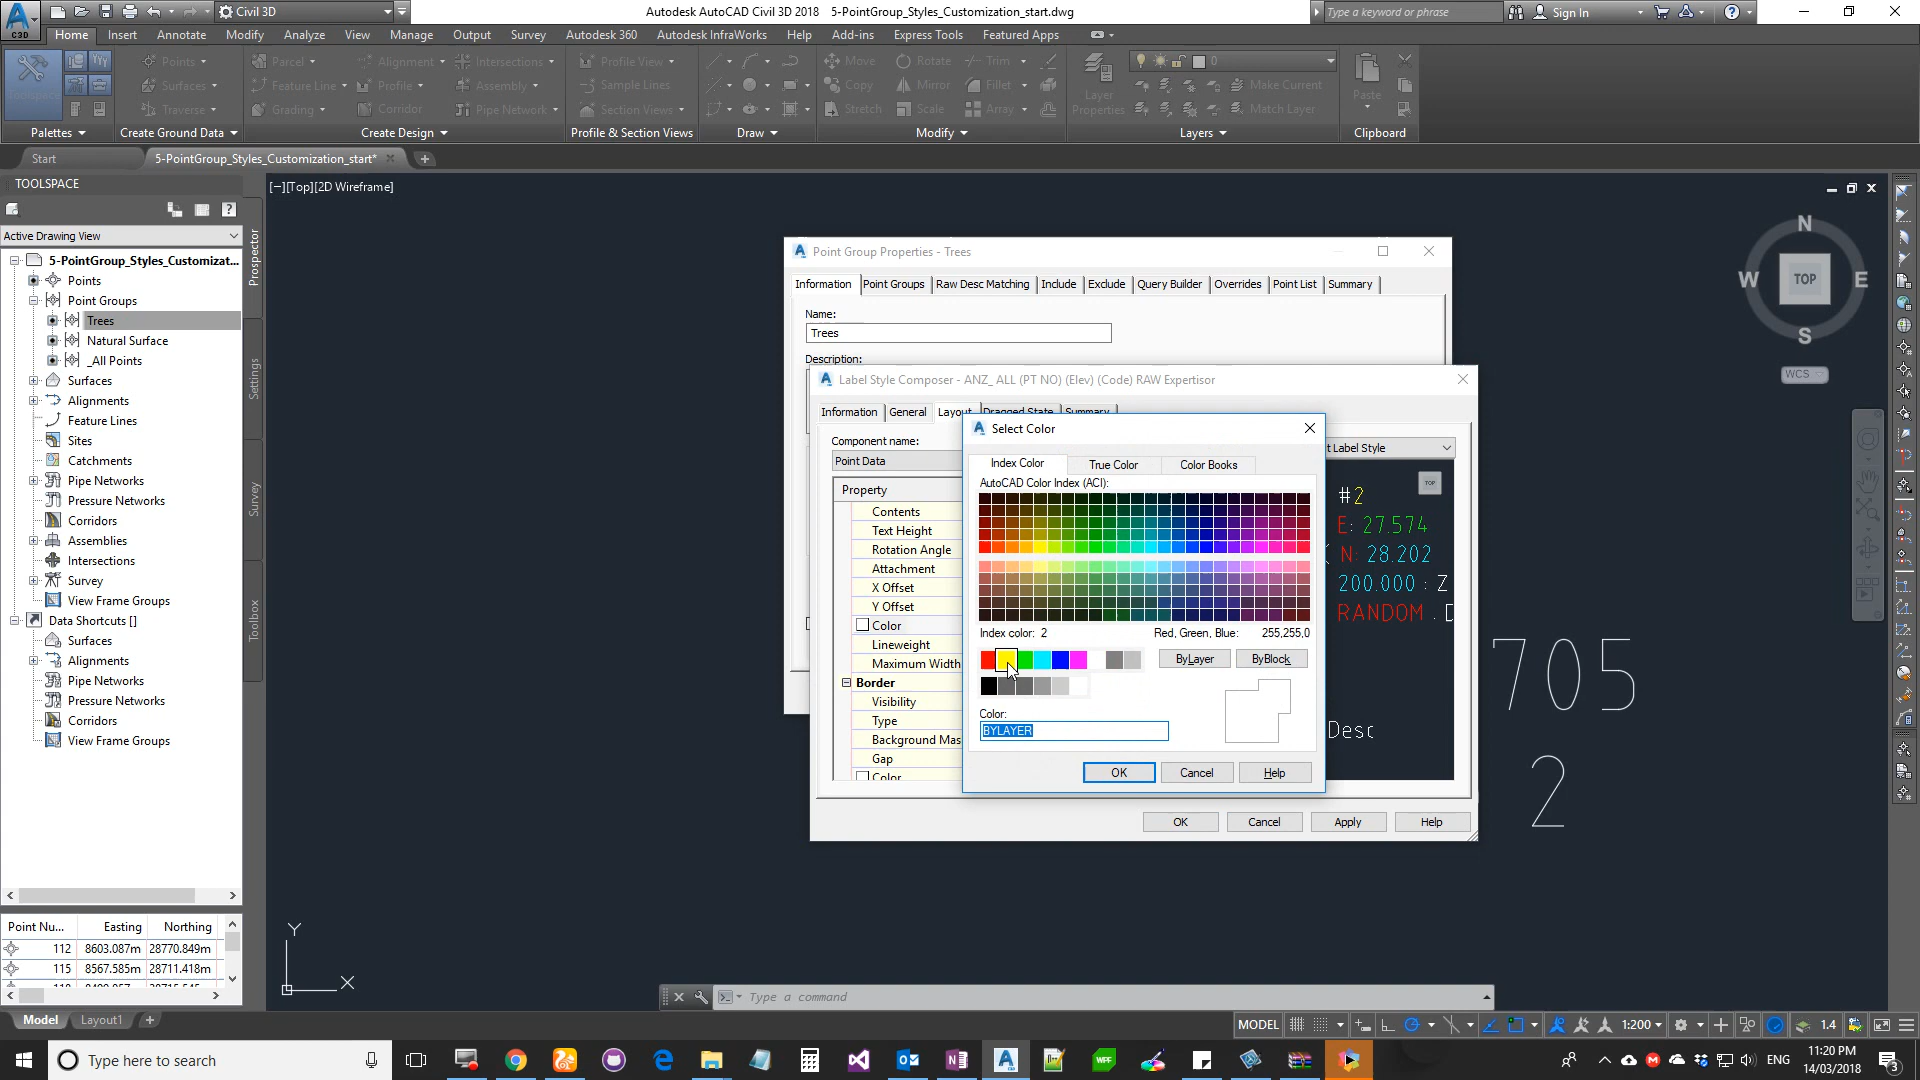 Civil 3D
Autodesk AutoCAD Civil 3D 2018 5-PointGroup_Styles_Customization_start.dwg
Type a keyword or phrase
Sign In
C3D
Home Insert Annotate Modify Analyze View Manage Output Survey Autodesk 360 Autodesk InfraWorks Help Add-ins Express Tools Featured Apps
Toolspace
Points
Surfaces
Traverse
Parcel
Feature Line
Grading
Alignment
Profile
Corridor
Intersections
Assembly
Pipe Network
Profile View
Sample Lines
Section Views
Move
Copy
Stretch
Rotate
Mirror
Scale
Trim
Fillet
Array
Layer
Properties
0
Make Current
Match Layer
Paste
Palettes
Create Ground Data
Create Design
Profile & Section Views
Draw
Modify
Layers
Clipboard
Start
5-PointGroup_Styles_Customization_start*
TOOLSPACE
Active Drawing View
5-PointGroup_Styles_Customizat...
Points
Point Groups
Trees
Natural Surface
_All Points
Surfaces
Alignments
Feature Lines
Sites
Catchments
Pipe Networks
Pressure Networks
Corridors
Assemblies
Intersections
Survey
View Frame Groups
Data Shortcuts []
Surfaces
Alignments
Pipe Networks
Pressure Networks
Corridors
View Frame Groups
Prospector
Settings
Survey
Toolbox
Point Nu... Easting Northing
112 8603.087m 28770.849m
115 8567.585m 28711.418m
[−][Top][2D Wireframe]
N
W TOP E
S
WCS
Point Group Properties - Trees
Information Point Groups Raw Desc Matching Include Exclude Query Builder Overrides Point List Summary
Name:
Trees
Description:
Label Style Composer - ANZ_ ALL (PT NO) (Elev) (Code) RAW Expertisor
Information General Layout Dragged State Summary
Component name:
Point Data
t Label Style
Property
Contents
Text Height
Rotation Angle
Attachment
X Offset
Y Offset
Color
Lineweight
Maximum Width
Border
Visibility
Type
Background Mas
Gap
Color
TOP
#2
E: 27.574
N: 28.202
200.000 : Z
RANDOM . D
Desc
OK Cancel Apply Help
Select Color
Index Color True Color Color Books
AutoCAD Color Index (ACI):
Index color: 2 Red, Green, Blue: 255,255,0
ByLayer ByBlock
Color:
BYLAYER
OK Cancel Help
705
2
Y
X
Type a command
Model Layout1
MODEL
1:200
1.4
Type here to search
ENG
11:20 PM
14/03/2018
3